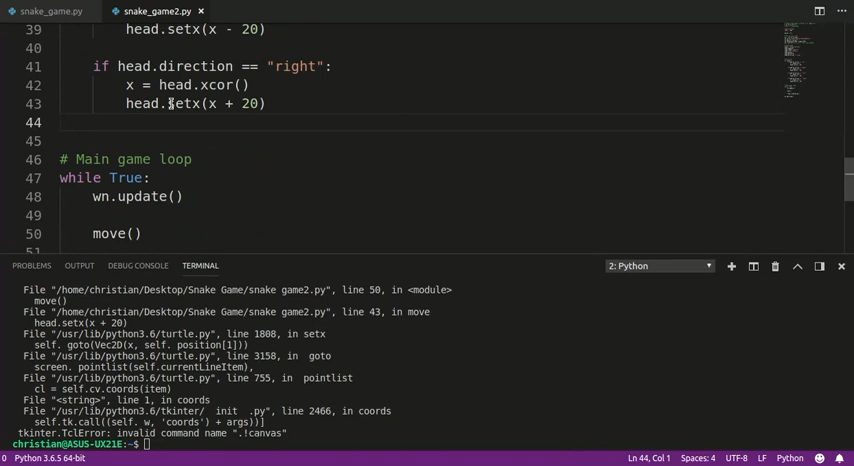 snake_game.py
snake_game2.py ×
39 head.setx(x - 20)
40
41 if head.direction == "right":
42 x = head.xcor()
43 head.setx(x + 20)
44
45
46 # Main game loop
47 while True:
48 wn.update()
49
50 move()
51
PROBLEMS OUTPUT DEBUG CONSOLE TERMINAL 2: Python
File "/home/christian/Desktop/Snake Game/snake game2.py", line 50, in <module>
move()
File "/home/christian/Desktop/Snake Game/snake game2.py", line 43, in move
head.setx(x + 20)
File "/usr/lib/python3.6/turtle.py", line 1808, in setx
self. goto(Vec2D(x, self. position[1]))
File "/usr/lib/python3.6/turtle.py", line 3158, in goto
screen. pointlist(self.currentLineItem),
File "/usr/lib/python3.6/turtle.py", line 755, in pointlist
cl = self.cv.coords(item)
File "<string>", line 1, in coords
File "/usr/lib/python3.6/tkinter/ init .py", line 2466, in coords
self.tk.call((self. w, 'coords') + args))]
tkinter.TclError: invalid command name ".!canvas"
christian@ASUS-UX21E:~$
0 Python 3.6.5 64-bit Ln 44, Col 1 Spaces: 4 UTF-8 LF Python